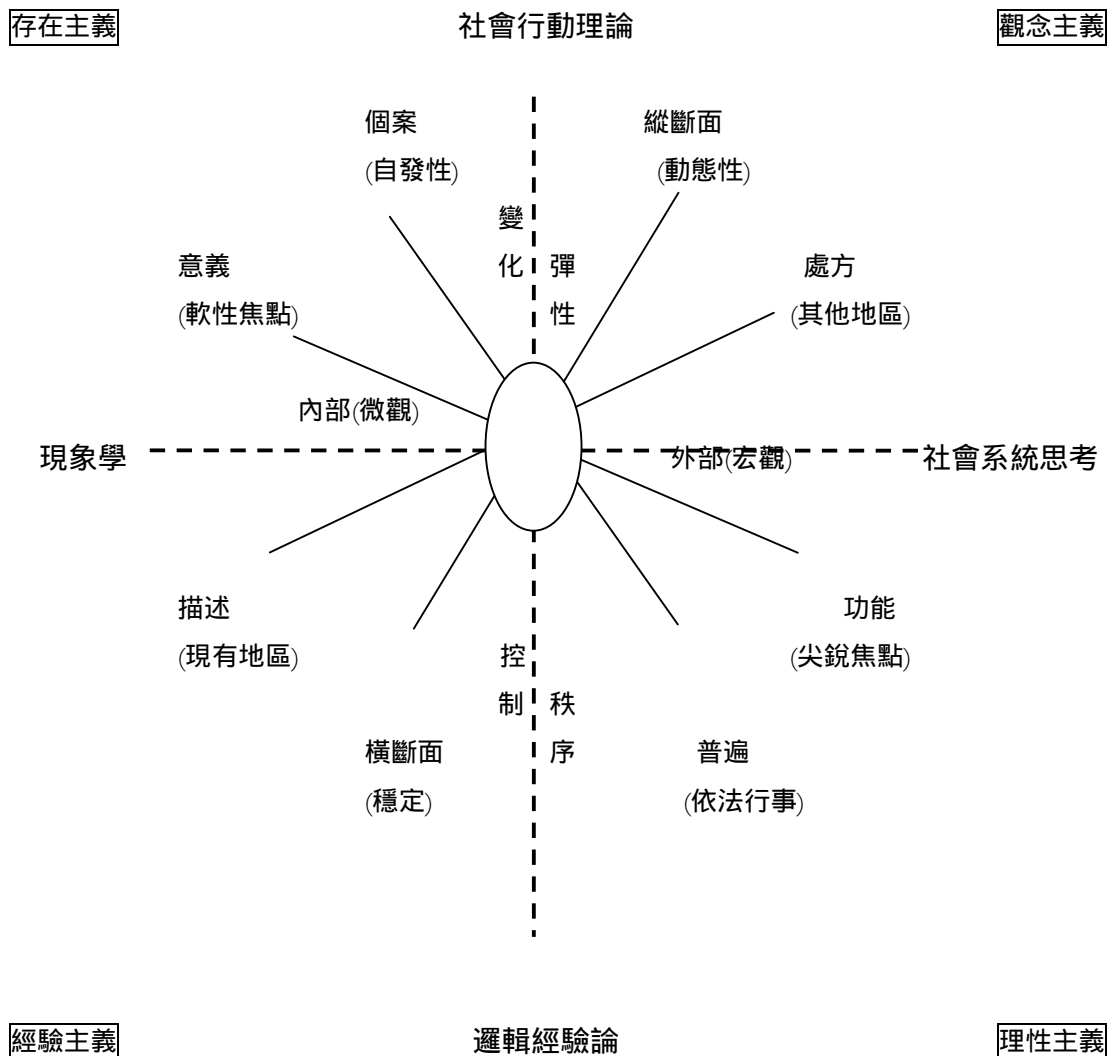 存在主義 社會行動理論 觀念主義
個案 縱斷面
(自發性) (動態性)
變
化 彈
性
意義 處方
(軟性焦點) (其他地區)
內部(微觀)
現象學 外部(宏觀) 社會系統思考
描述 功能
(現有地區) (尖銳焦點)
控
制 秩
序
橫斷面 普遍
(穩定) (依法行事)
經驗主義 邏輯經驗論 理性主義